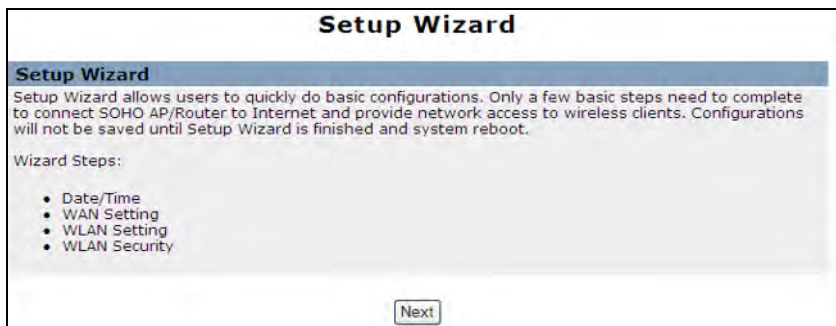 Setup Wizard
Setup Wizard
Setup Wizard allows users to quickly do basic configurations. Only a few basic steps need to complete
to connect SOHO AP/Router to Internet and provide network access to wireless clients. Configurations
will not be saved until Setup Wizard is finished and system reboot.
Wizard Steps:
• Date/Time
• WAN Setting
• WLAN Setting
• WLAN Security
Next